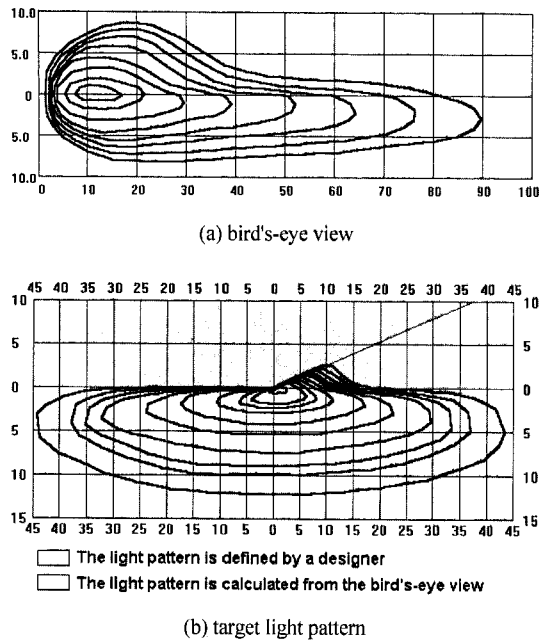 10.0
5.0
0
5.0
10.0
0 10 20 30 40 50 60 70 80 90 100
(a) bird's-eye view
45 40 35 30 25 20 15 10 5 0 5 10 15 20 25 30 35 40 45
10 10
5 5
0 0
5 5
10 10
15 15
45 40 35 30 25 20 15 10 5 0 5 10 15 20 25 30 35 40 45
The light pattern is defined by a designer
The light pattern is calculated from the bird's-eye view
(b) target light pattern